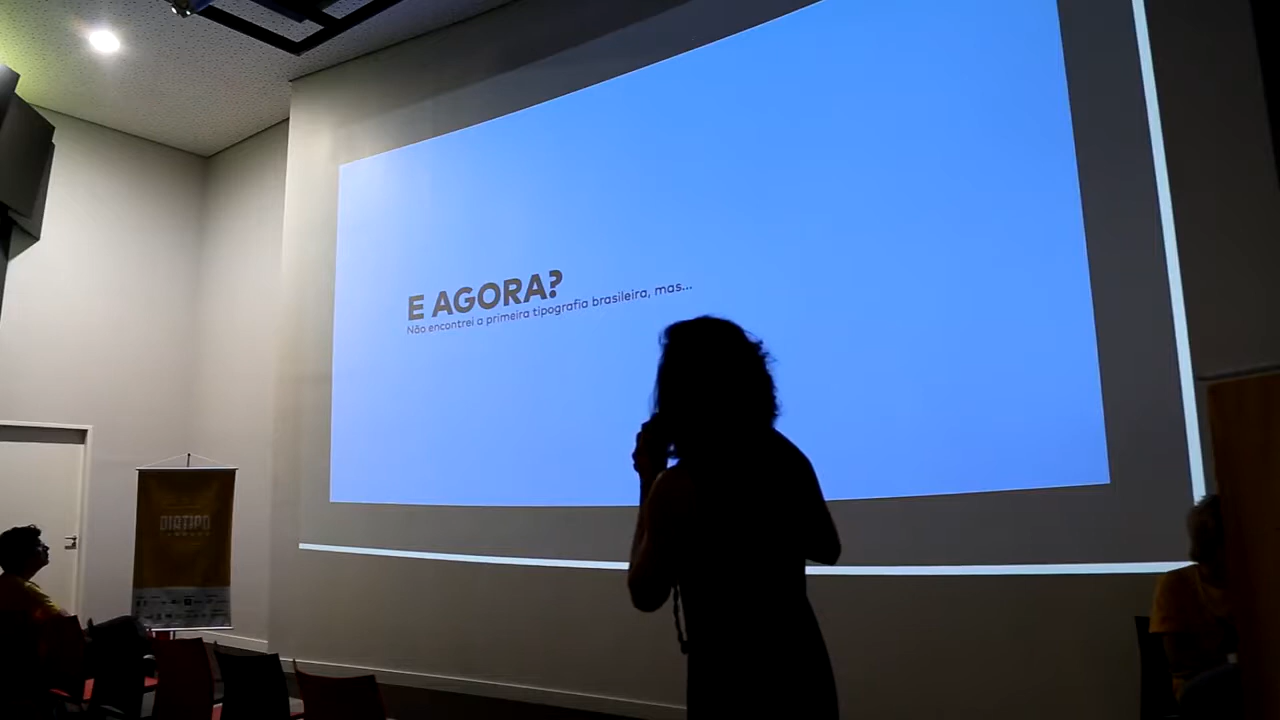 E AGORA?
Não encontrei a primeira tipografia brasileira, mas...
DIATIPO